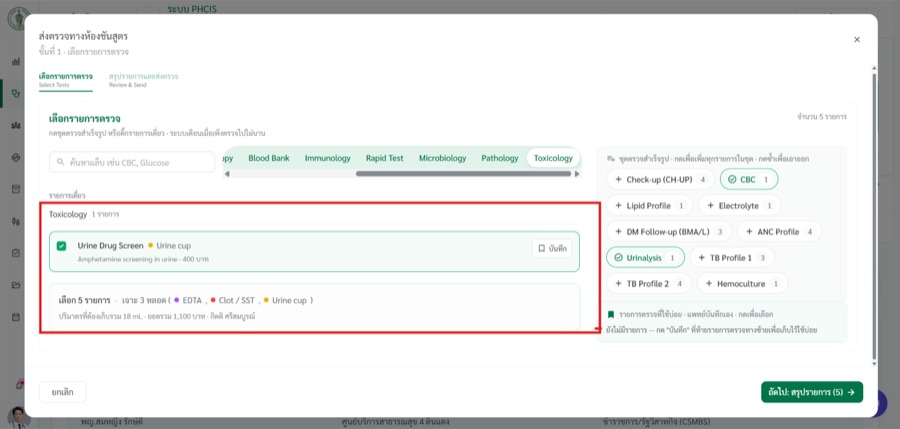 ระบบ PHCIS
ส่งตรวจทางห้องชันสูตร
ขั้นที่ 1 · เลือกรายการตรวจ
เลือกรายการตรวจ
Select Tests
สรุปรายการและส่งตรวจ
Review & Send
เลือกรายการตรวจ
จำนวน 5 รายการ
กดชุดตรวจสำเร็จรูป หรือติ๊กรายการเดี่ยว · ระบบเตือนเมื่อเพิ่งตรวจไปไม่นาน
ค้นหาแล็บ เช่น CBC, Glucose
Blood Bank Immunology Rapid Test Microbiology Pathology Toxicology
รายการเดี่ยว
Toxicology 1 รายการ
Urine Drug Screen Urine cup
บันทึก
Amphetamine screening in urine · 400 บาท
เลือก 5 รายการ · เจาะ 3 หลอด ( EDTA , Clot / SST , Urine cup )
ปริมาตรที่ต้องเก็บรวม 18 mL · ยอดรวม 1,100 บาท · กิตติ ศรีสมบูรณ์
ชุดตรวจสำเร็จรูป · กดเพื่อเพิ่มทุกรายการในชุด · กดซ้ำเพื่อเอาออก
+ Check-up (CH-UP) 4 CBC 1
+ Lipid Profile 1 + Electrolyte 1
+ DM Follow-up (BMA/L) 3 + ANC Profile 4
Urinalysis 1 + TB Profile 1 3
+ TB Profile 2 4 + Hemoculture 1
รายการตรวจที่ใช้บ่อย · แพทย์บันทึกเอง · กดเพื่อเลือก
ยังไม่มีรายการ — กด "บันทึก" ที่ท้ายรายการตรวจทางซ้ายเพื่อเก็บไว้ใช้บ่อย
ยกเลิก
ถัดไป: สรุปรายการ (5) →
พญ.สมหญิง รักษ์ดี
ศูนย์บริการสาธารณสุข 4 ดินแดง
ข้าราชการ/รัฐวิสาหกิจ (CSMBS)